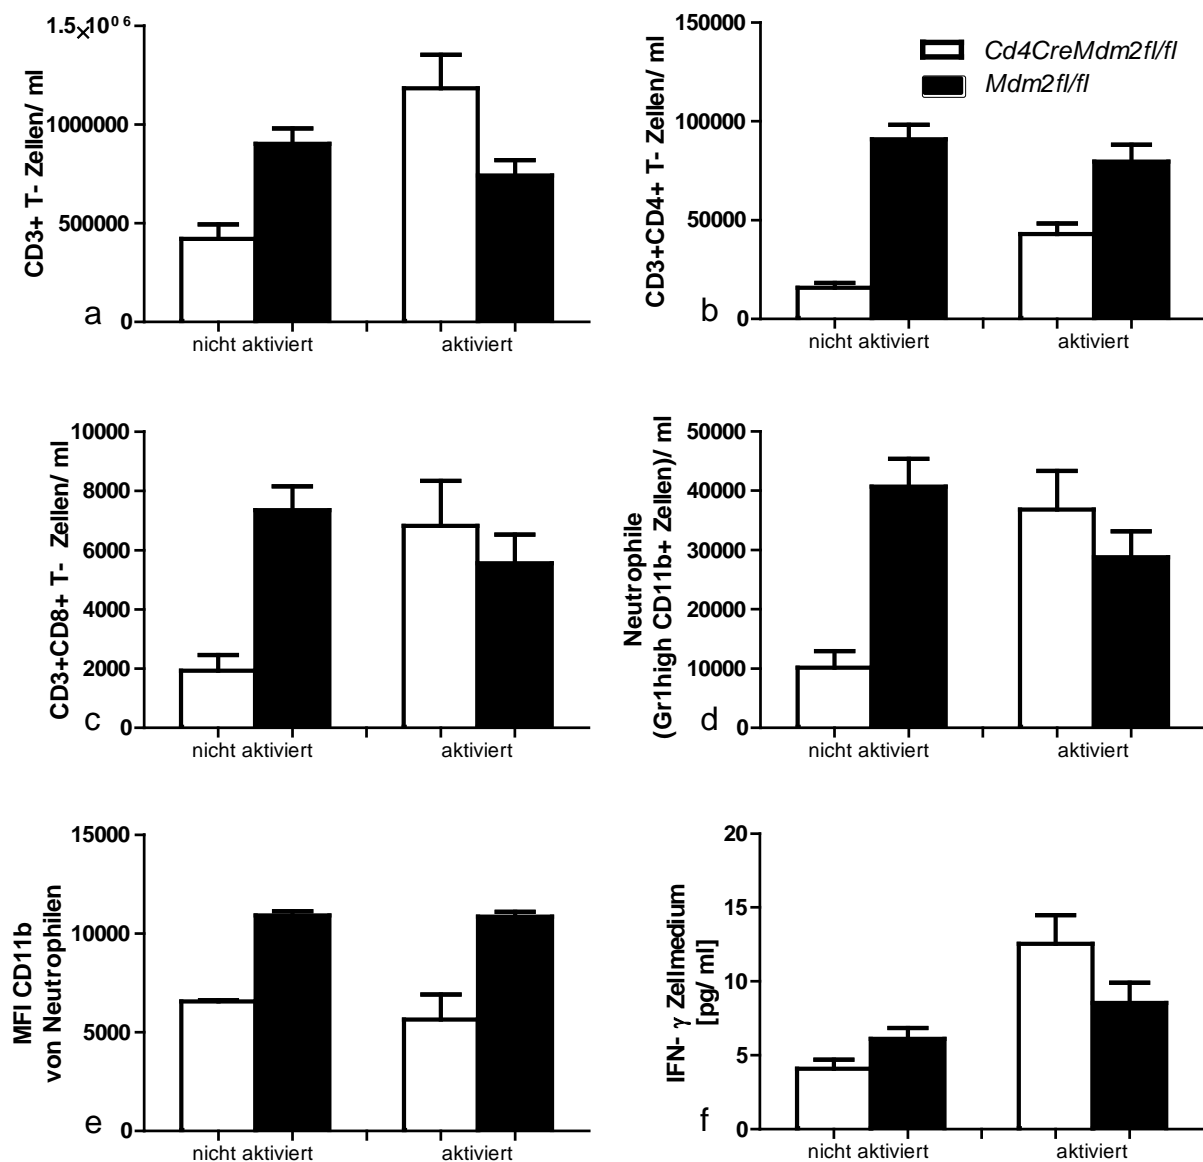 1.5×10⁰⁶
1000000
500000
0
CD3+ T- Zellen/ ml
a
nicht aktiviert
aktiviert
150000
100000
50000
0
CD3+CD4+ T- Zellen/ ml
b
nicht aktiviert
aktiviert
Cd4CreMdm2fl/fl
Mdm2fl/fl
10000
8000
6000
4000
2000
0
CD3+CD8+ T- Zellen/ ml
c
nicht aktiviert
aktiviert
50000
40000
30000
20000
10000
0
Neutrophile
(Gr1high CD11b+ Zellen)/ ml
d
nicht aktiviert
aktiviert
15000
10000
5000
0
MFI CD11b
von Neutrophilen
e
nicht aktiviert
aktiviert
20
15
10
5
0
IFN- γ Zellmedium
[pg/ ml]
f
nicht aktiviert
aktiviert